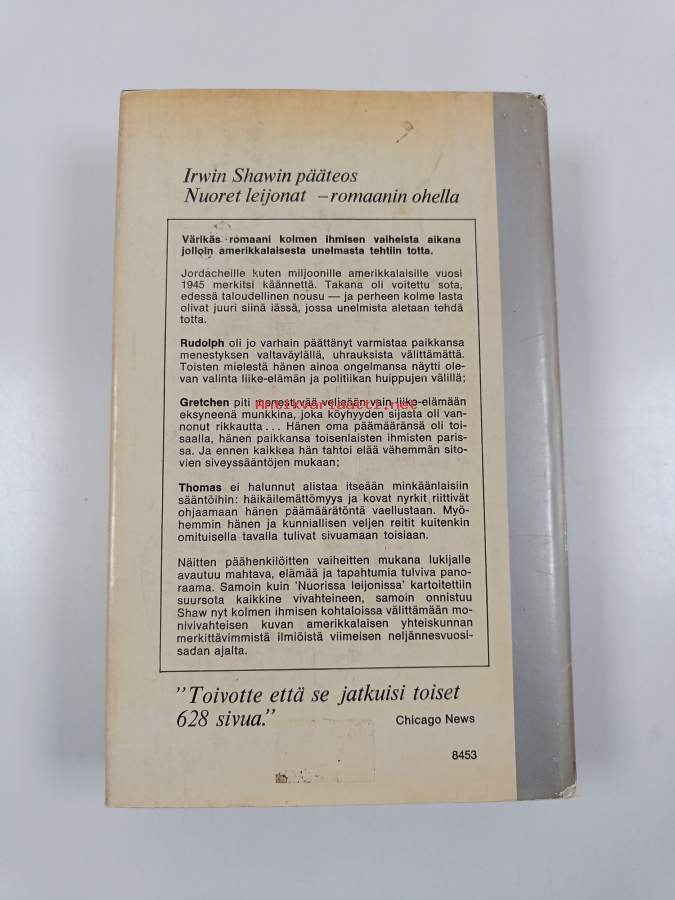 Irwin Shawin pääteos
Nuoret leijonat –romaanin ohella
Värikäs romaani kolmen ihmisen vaiheista aikana
jolloin amerikkalaisesta unelmasta tehtiin totta.
Jordacheille kuten miljoonille amerikkalaisille vuosi
1945 merkitsi käännettä. Takana oli voitettu sota,
edessä taloudellinen nousu — ja perheen kolme lasta
olivat juuri siinä iässä, jossa unelmista aletaan tehdä
totta.
Rudolph oli jo varhain päättänyt varmistaa paikkansa
menestyksen valtaväylällä, uhrauksista välittämättä.
Toisten mielestä hänen ainoa ongelmansa näytti ole-
van valinta liike-elämän ja politiikan huippujen välillä;
Gretchen piti menestyvää veljeään vain liike-elämään
Antikvariaatti.net
eksyneenä munkkina, joka köyhyyden sijasta oli van-
nonut rikkautta... Hänen oma päämääränsä oli toi-
saalla, hänen paikkansa toisenlaisten ihmisten paris-
sa. Ja ennen kaikkea hän tahtoi elää vähemmän sito-
vien siveyssääntöjen mukaan;
Thomas ei halunnut alistaa itseään minkäänlaisiin
sääntöihin: häikäilemättömyys ja kovat nyrkit riittivät
ohjaamaan hänen päämäärätöntä vaellustaan. Myö-
hemmin hänen ja kunniallisen veljen reitit kuitenkin
omituisella tavalla tulivat sivuamaan toisiaan.
Näitten päähenkilöitten vaiheitten mukana lukijalle
avautuu mahtava, elämää ja tapahtumia tulviva pano-
raama. Samoin kuin 'Nuorissa leijonissa' kartoitettiin
suursota kaikkine vivahteineen, samoin onnistuu
Shaw nyt kolmen ihmisen kohtaloissa välittämään mo-
nivivahteisen kuvan amerikkalaisen yhteiskunnan
merkittävimmistä ilmiöistä viimeisen neljännesvuosi-
sadan ajalta.
”Toivotte että se jatkuisi toiset
628 sivua.”
Chicago News
8453